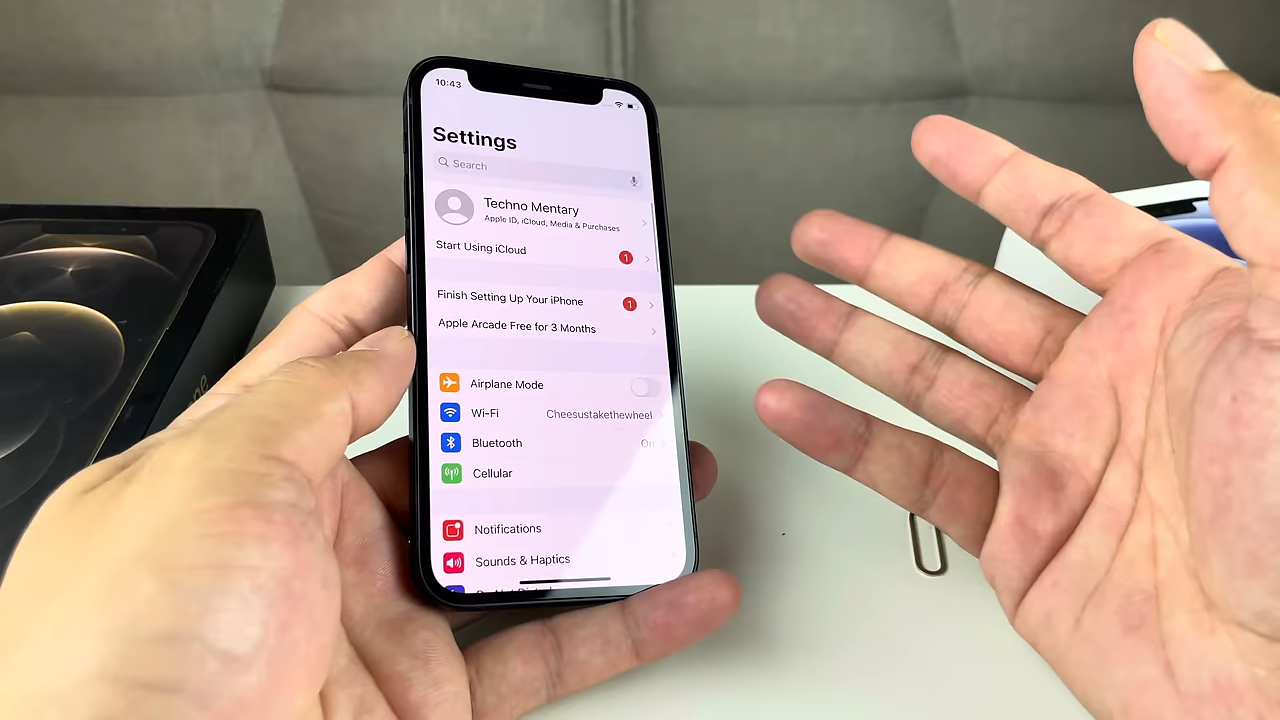 10:43
Settings
Search
Techno Mentary
Apple ID, iCloud, Media & Purchases
Start Using iCloud 1
Finish Setting Up Your iPhone 1
Apple Arcade Free for 3 Months
Airplane Mode
Wi-Fi Cheesustakethewheel
Bluetooth On
Cellular
Notifications
Sounds & Haptics